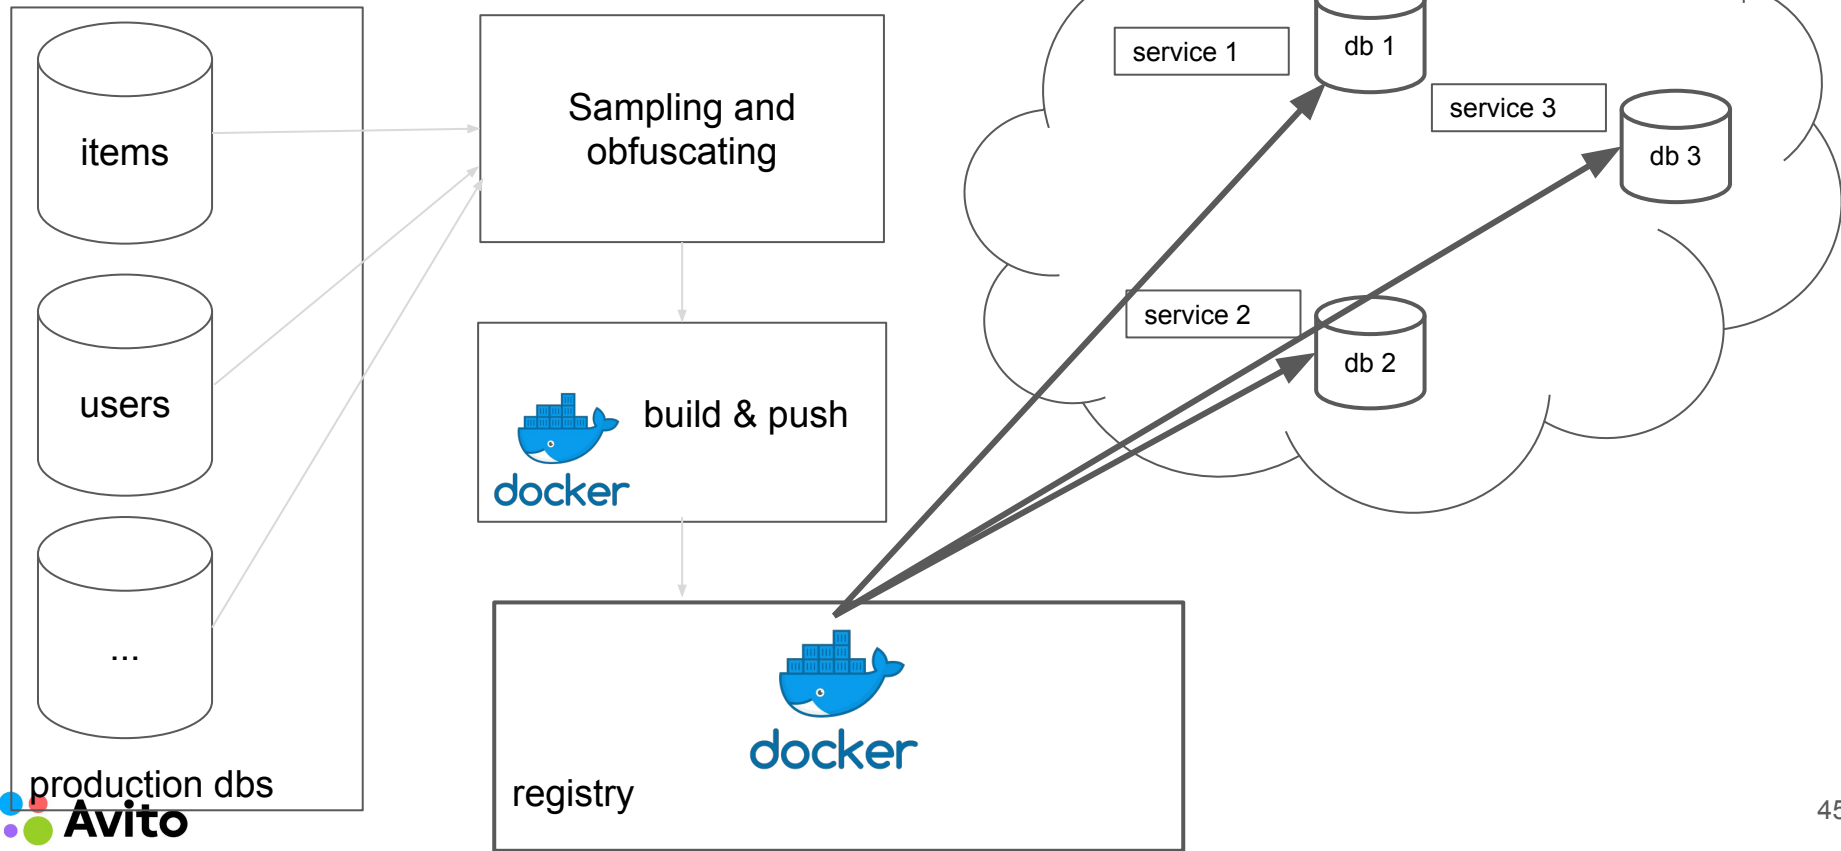 items
users
...
production dbs
Avito
Sampling and
obfuscating
docker
build & push
docker
registry
service 1
db 1
service 3
db 3
service 2
db 2
45